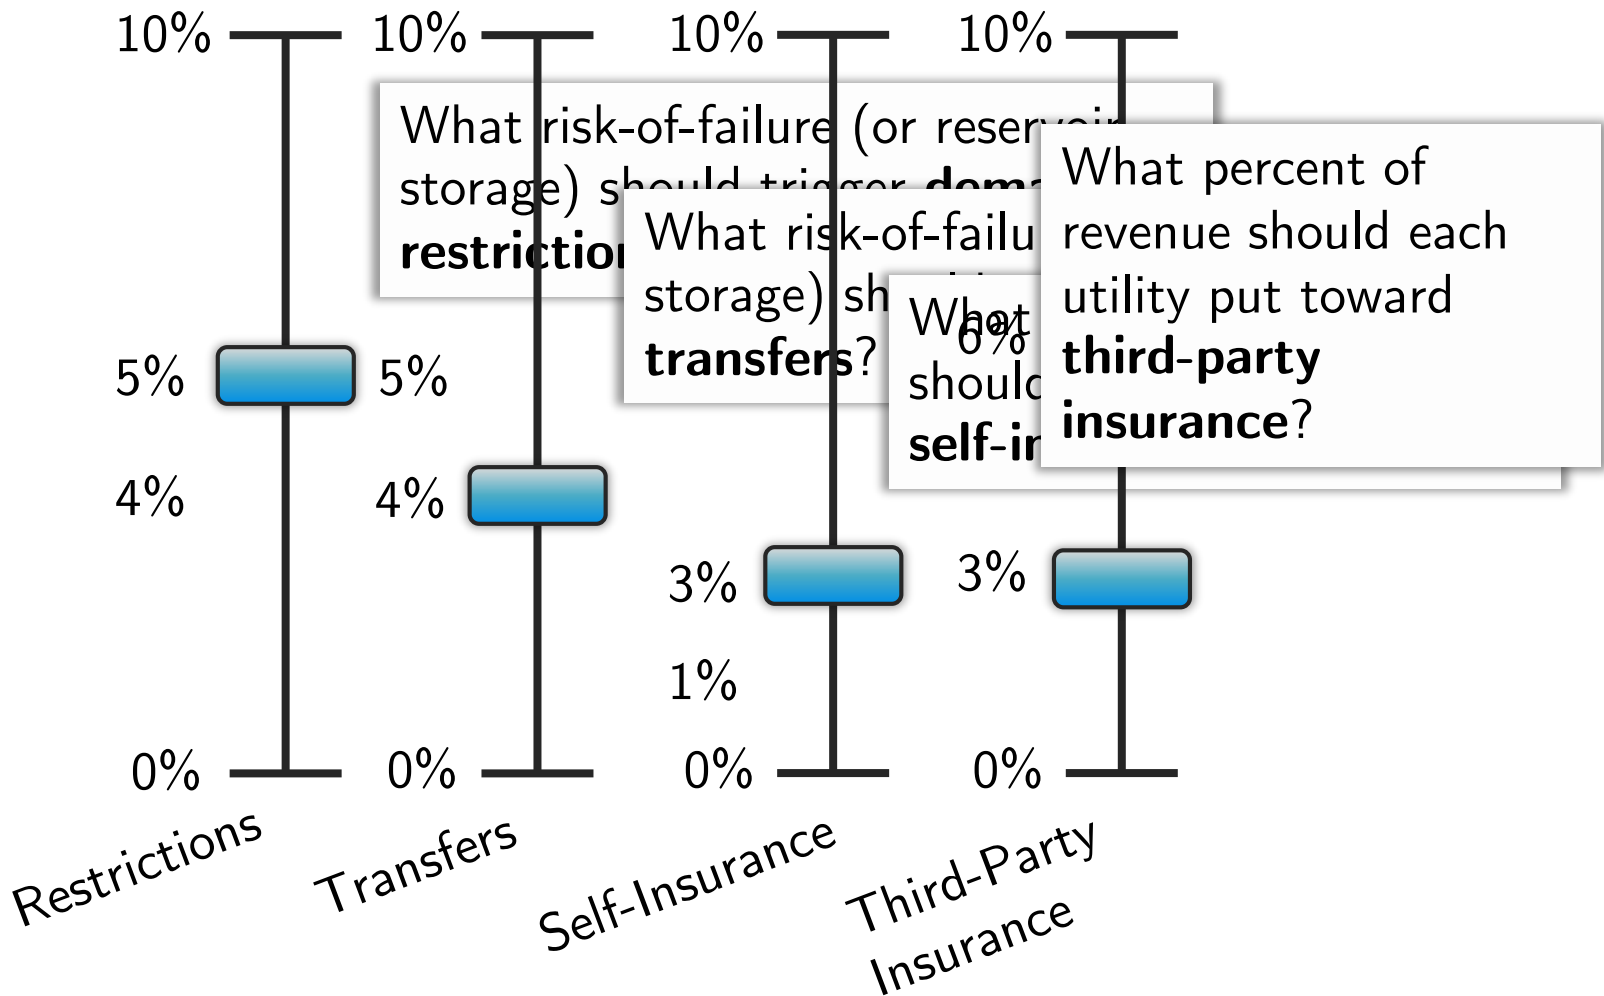 10%
10%
10%
10%
What risk-of-failure (or reservoir
storage) should trigger
What percent of
revenue should each
utility put toward
third-party
insurance?
What risk-of-failu
storage) sh
transfers?
What
should
6%
5%
5%
4%
4%
3%
3%
1%
0%
0%
0%
0%
Restrictions
Transfers
Self-Insurance
Third-Party
Insurance